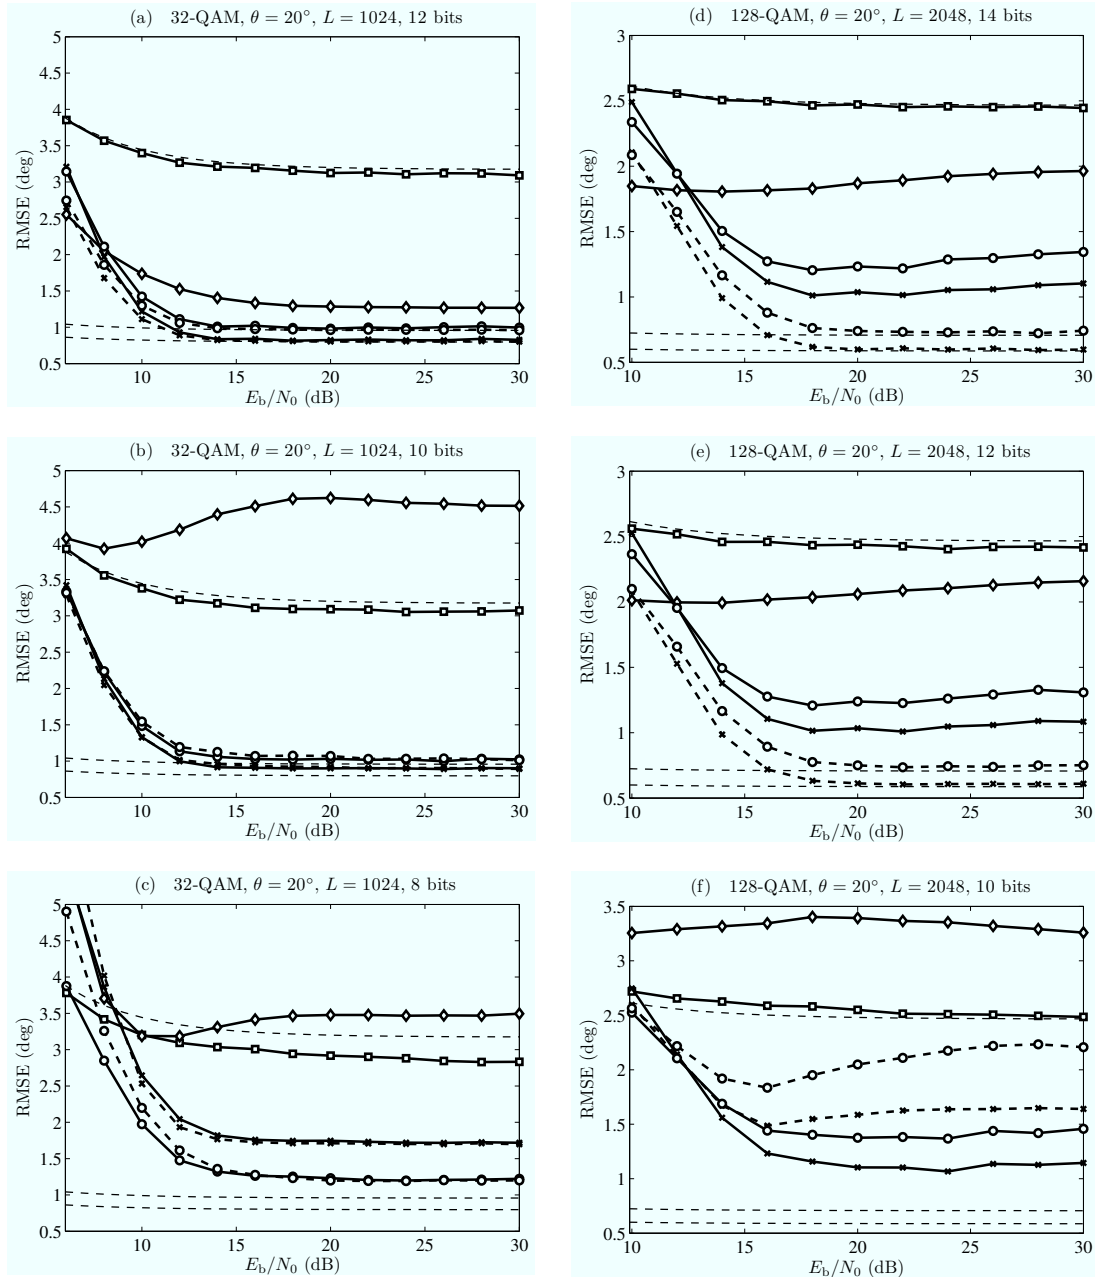 (a) 32-QAM, θ = 20°, L = 1024, 12 bits
5
4.5
4
3.5
3
2.5
2
1.5
1
0.5
RMSE (deg)
10 15 20 25 30
E_b/N_0 (dB)
(d) 128-QAM, θ = 20°, L = 2048, 14 bits
3
2.5
2
1.5
1
0.5
RMSE (deg)
10 15 20 25 30
E_b/N_0 (dB)
(b) 32-QAM, θ = 20°, L = 1024, 10 bits
5
4.5
4
3.5
3
2.5
2
1.5
1
0.5
RMSE (deg)
10 15 20 25 30
E_b/N_0 (dB)
(e) 128-QAM, θ = 20°, L = 2048, 12 bits
3
2.5
2
1.5
1
0.5
RMSE (deg)
10 15 20 25 30
E_b/N_0 (dB)
(c) 32-QAM, θ = 20°, L = 1024, 8 bits
5
4.5
4
3.5
3
2.5
2
1.5
1
0.5
RMSE (deg)
10 15 20 25 30
E_b/N_0 (dB)
(f) 128-QAM, θ = 20°, L = 2048, 10 bits
3.5
3
2.5
2
1.5
1
0.5
RMSE (deg)
10 15 20 25 30
E_b/N_0 (dB)